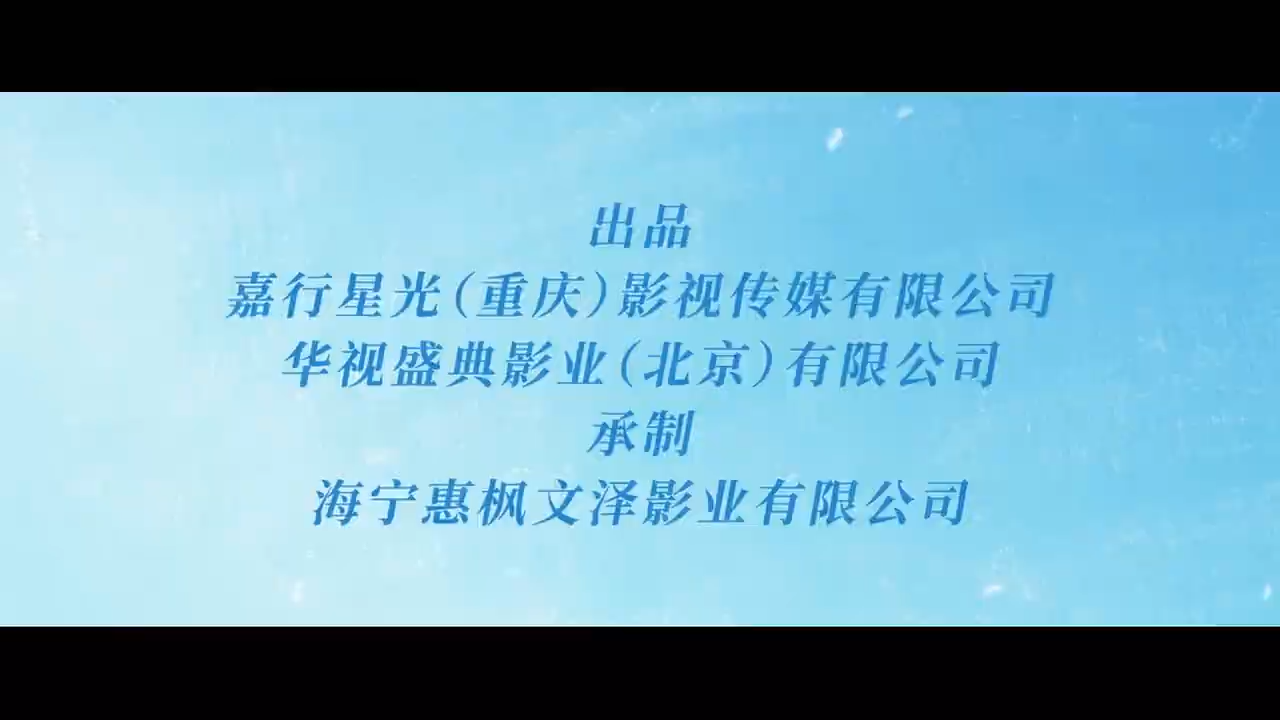 出品
嘉行星光(重庆)影视传媒有限公司
华视盛典影业(北京)有限公司
承制
海宁惠枫文泽影业有限公司